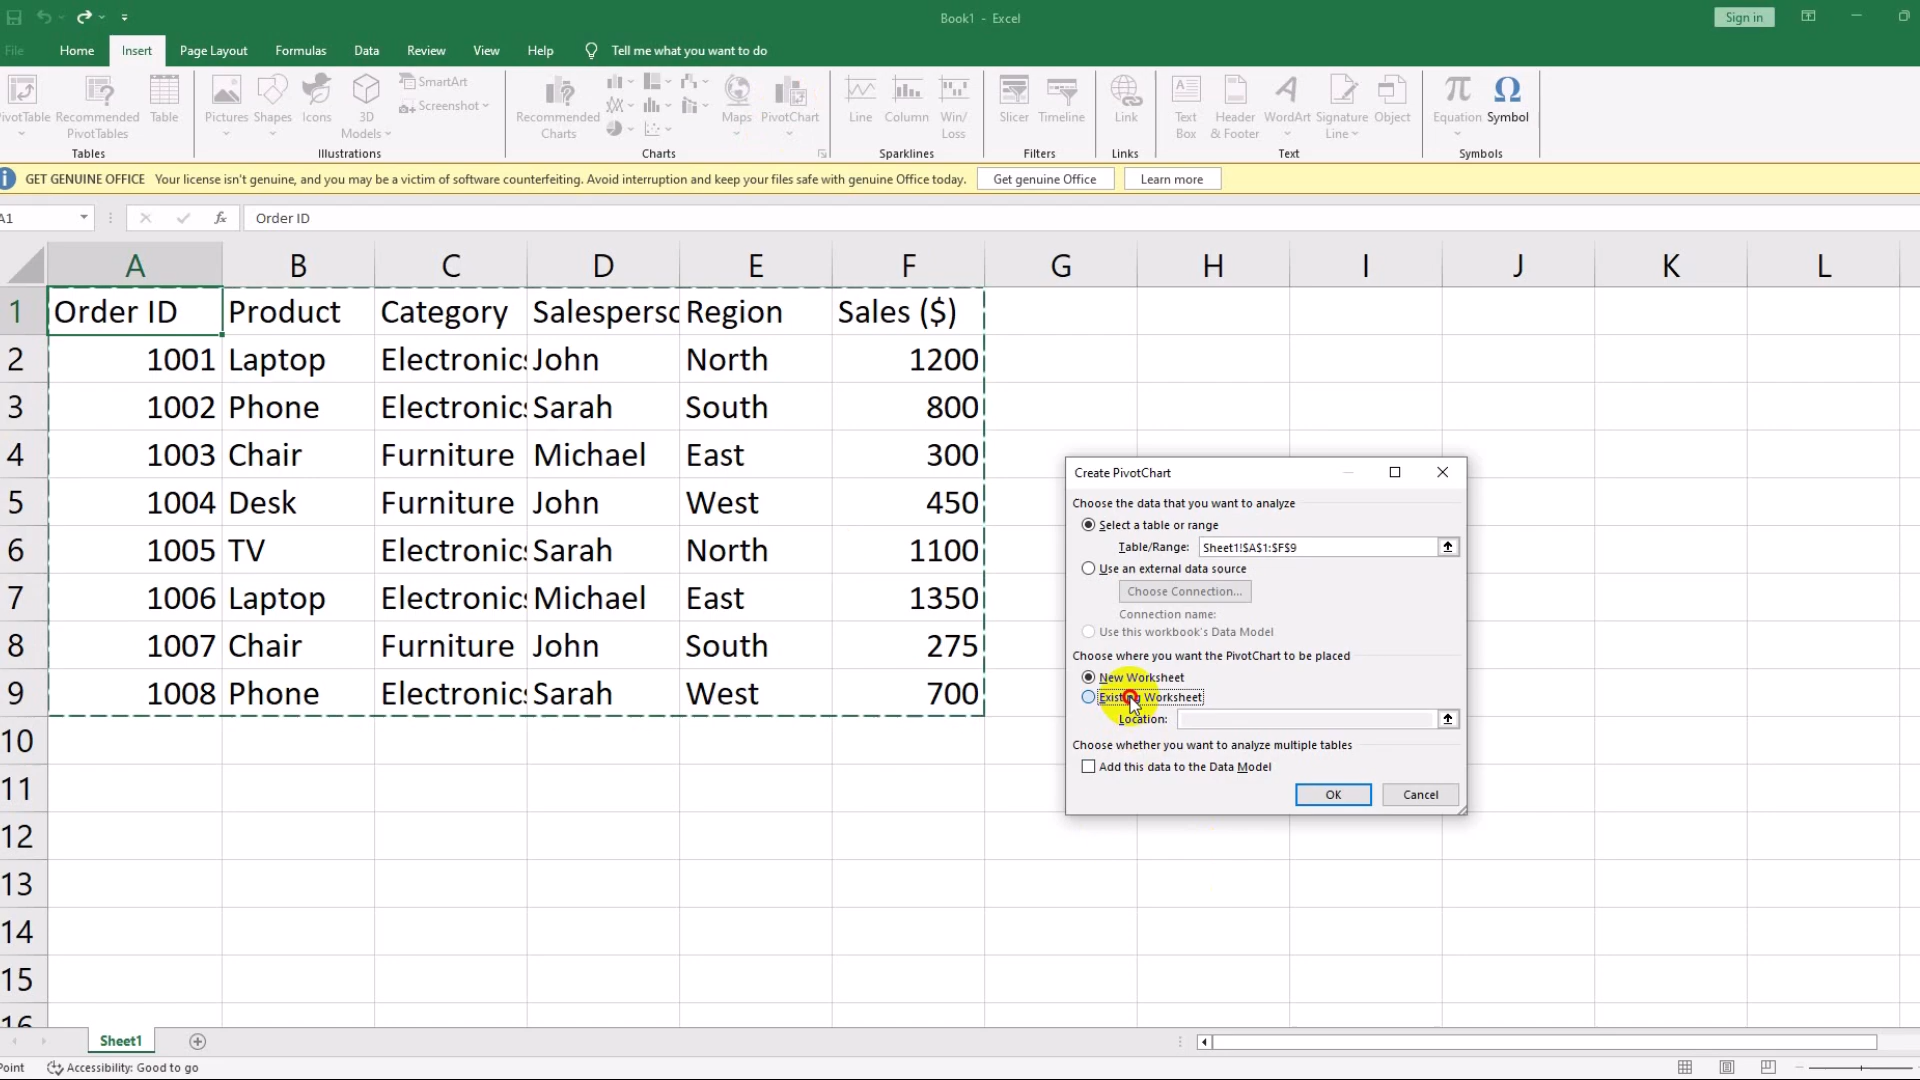 Book1 - Excel
Sign in
File Home Insert Page Layout Formulas Data Review View Help Tell me what you want to do
PivotTable
Recommended PivotTables
Table
Tables
Pictures
Shapes
Icons
3D Models
SmartArt
Screenshot
Illustrations
Recommended Charts
Maps
PivotChart
Charts
Line
Column
Win/ Loss
Sparklines
Slicer
Timeline
Filters
Link
Links
Text Box
Header & Footer
WordArt
Signature Line
Object
Text
Equation
Symbol
Symbols
GET GENUINE OFFICE Your license isn't genuine, and you may be a victim of software counterfeiting. Avoid interruption and keep your files safe with genuine Office today. Get genuine Office Learn more
A1 fx Order ID
A B C D E F G H I J K L
1 Order ID Product Category Salesperso Region Sales ($)
2 1001 Laptop Electronics John North 1200
3 1002 Phone Electronics Sarah South 800
4 1003 Chair Furniture Michael East 300
5 1004 Desk Furniture John West 450
6 1005 TV Electronics Sarah North 1100
7 1006 Laptop Electronics Michael East 1350
8 1007 Chair Furniture John South 275
9 1008 Phone Electronics Sarah West 700
10
11
12
13
14
15
16
Create PivotChart
Choose the data that you want to analyze
Select a table or range
Table/Range: Sheet1!$A$1:$F$9
Use an external data source
Choose Connection...
Connection name:
Use this workbook's Data Model
Choose where you want the PivotChart to be placed
New Worksheet
Existing Worksheet
Location:
Choose whether you want to analyze multiple tables
Add this data to the Data Model
OK Cancel
Sheet1
Point Accessibility: Good to go